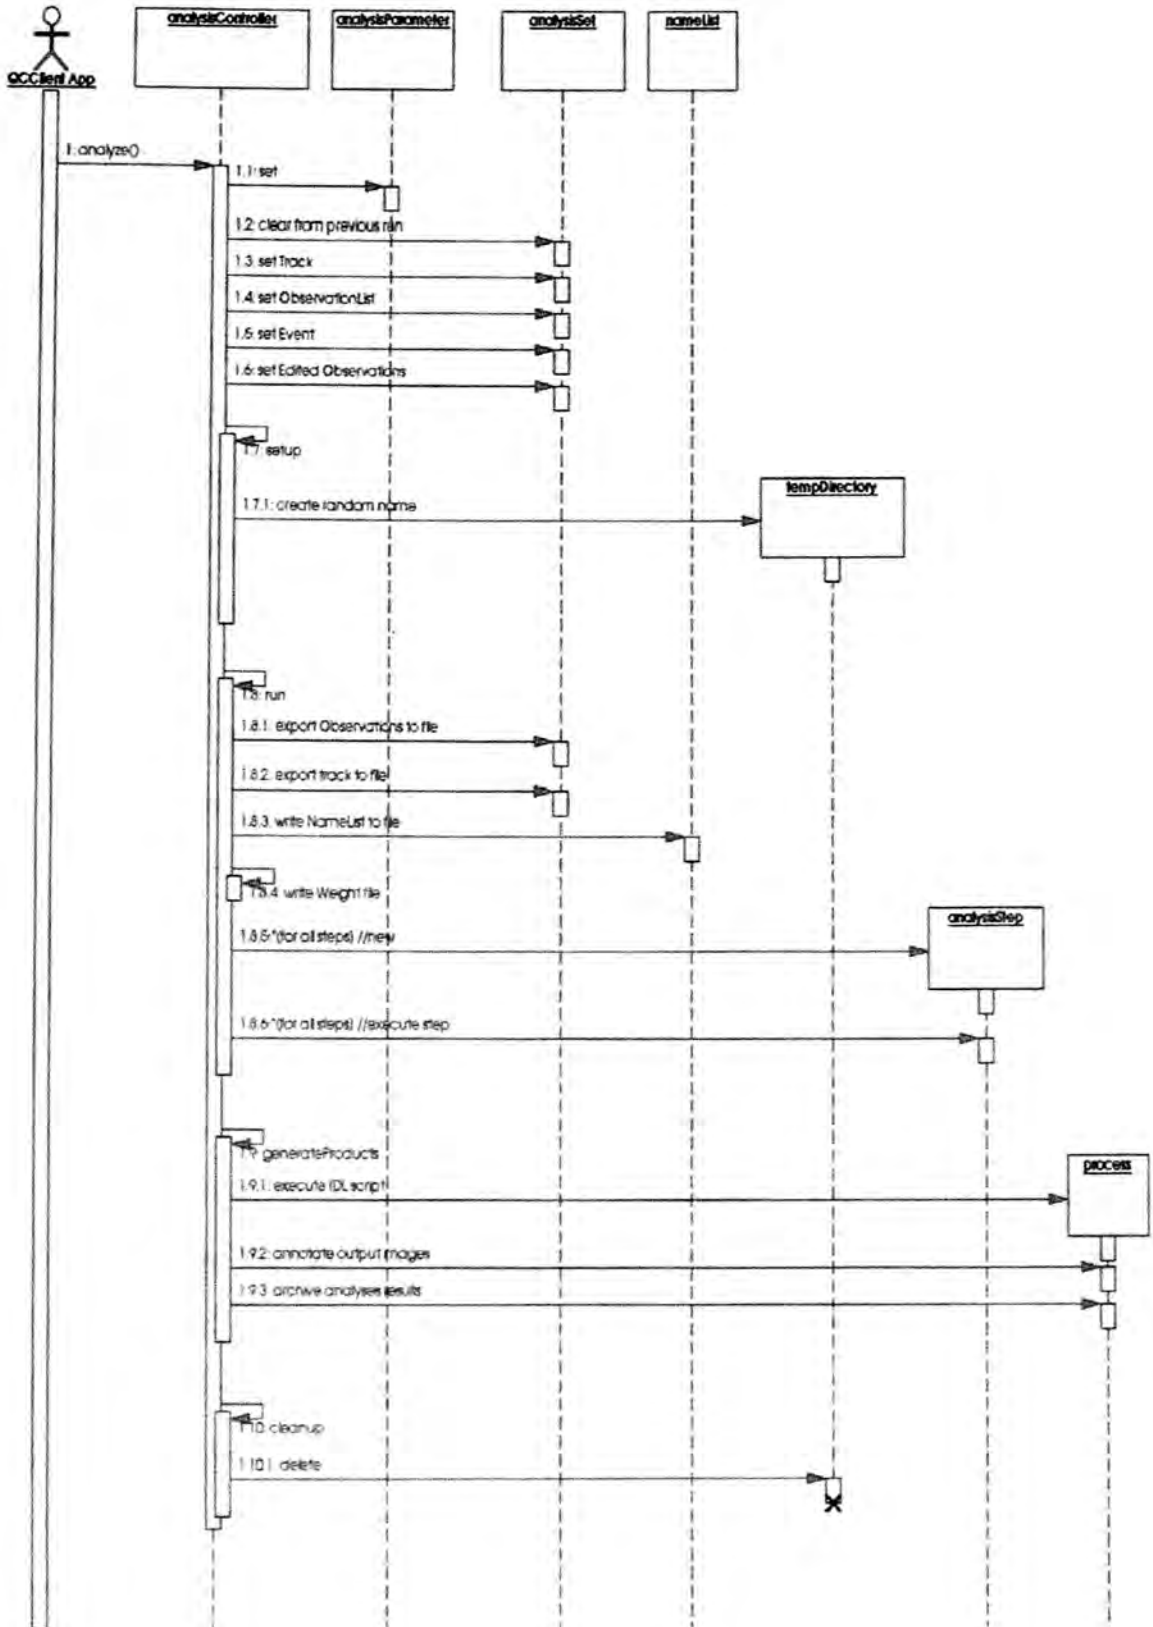 analysisController
analysisParameter
analysisSet
nameList
QCClient App
1: analyze()
1.1: set
1.2: clear from previous run
1.3: setTrack
1.4: set ObservationList
1.5: set Event
1.6: set Edited Observations
1.7: setup
tempDirectory
1.7.1: create random name
1.8: run
1.8.1: export Observations to file
1.8.2: export track to file
1.8.3: write NameList to file
1.8.4: write Weight file
analysisStep
1.8.5:*(for all steps) //new
1.8.6:*(for all steps) //execute step
1.9: generateProducts
process
1.9.1: execute IDL script
1.9.2: annotate output images
1.9.3: archive analyses results
1.10: cleanup
1.10.1: delete